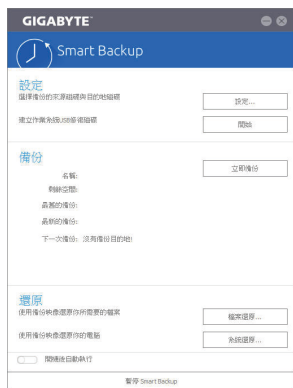 GIGABYTE™
Smart Backup
設定
選擇備份的來源磁碟與目的地磁碟
設定...
建立作業系統USB修復磁碟
開始
備份
立即備份
名稱:
剩餘空間:
最舊的備份:
最新的備份:
下一次備份: 沒有備份目的地!
還原
使用備份映像還原你所需要的檔案
檔案還原...
使用備份映像還原你的電腦
系統還原...
開機後自動執行
暫停 Smart Backup